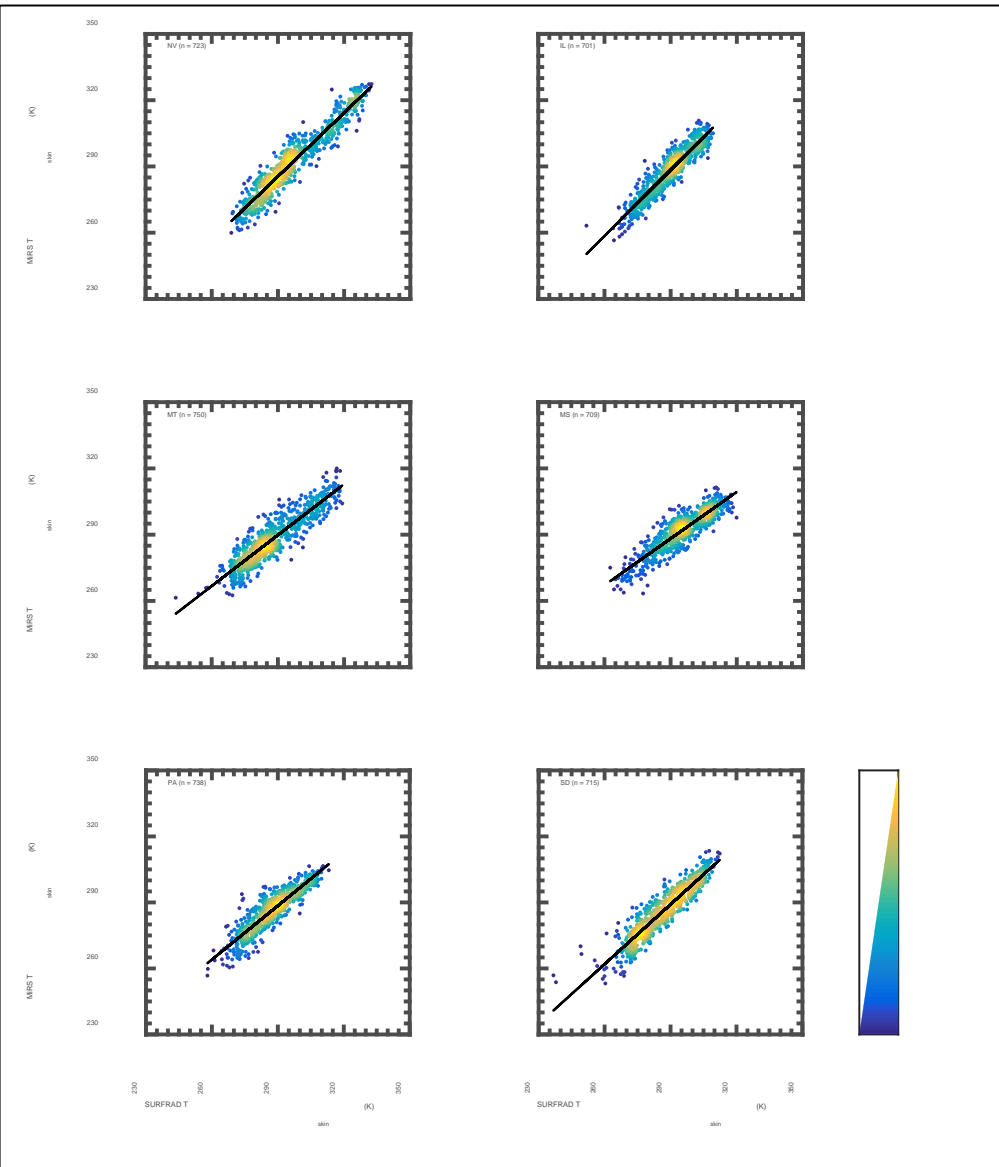 350
NV (n = 723)
IL (n = 701)
320
290
260
230
MiRS T skin (K)
350
MT (n = 750)
MS (n = 709)
320
290
260
230
MiRS T skin (K)
350
PA (n = 738)
SD (n = 715)
320
290
260
230
MiRS T skin (K)
230 260 290 320 350
230 260 290 320 350
SURFRAD T skin (K)
SURFRAD T skin (K)